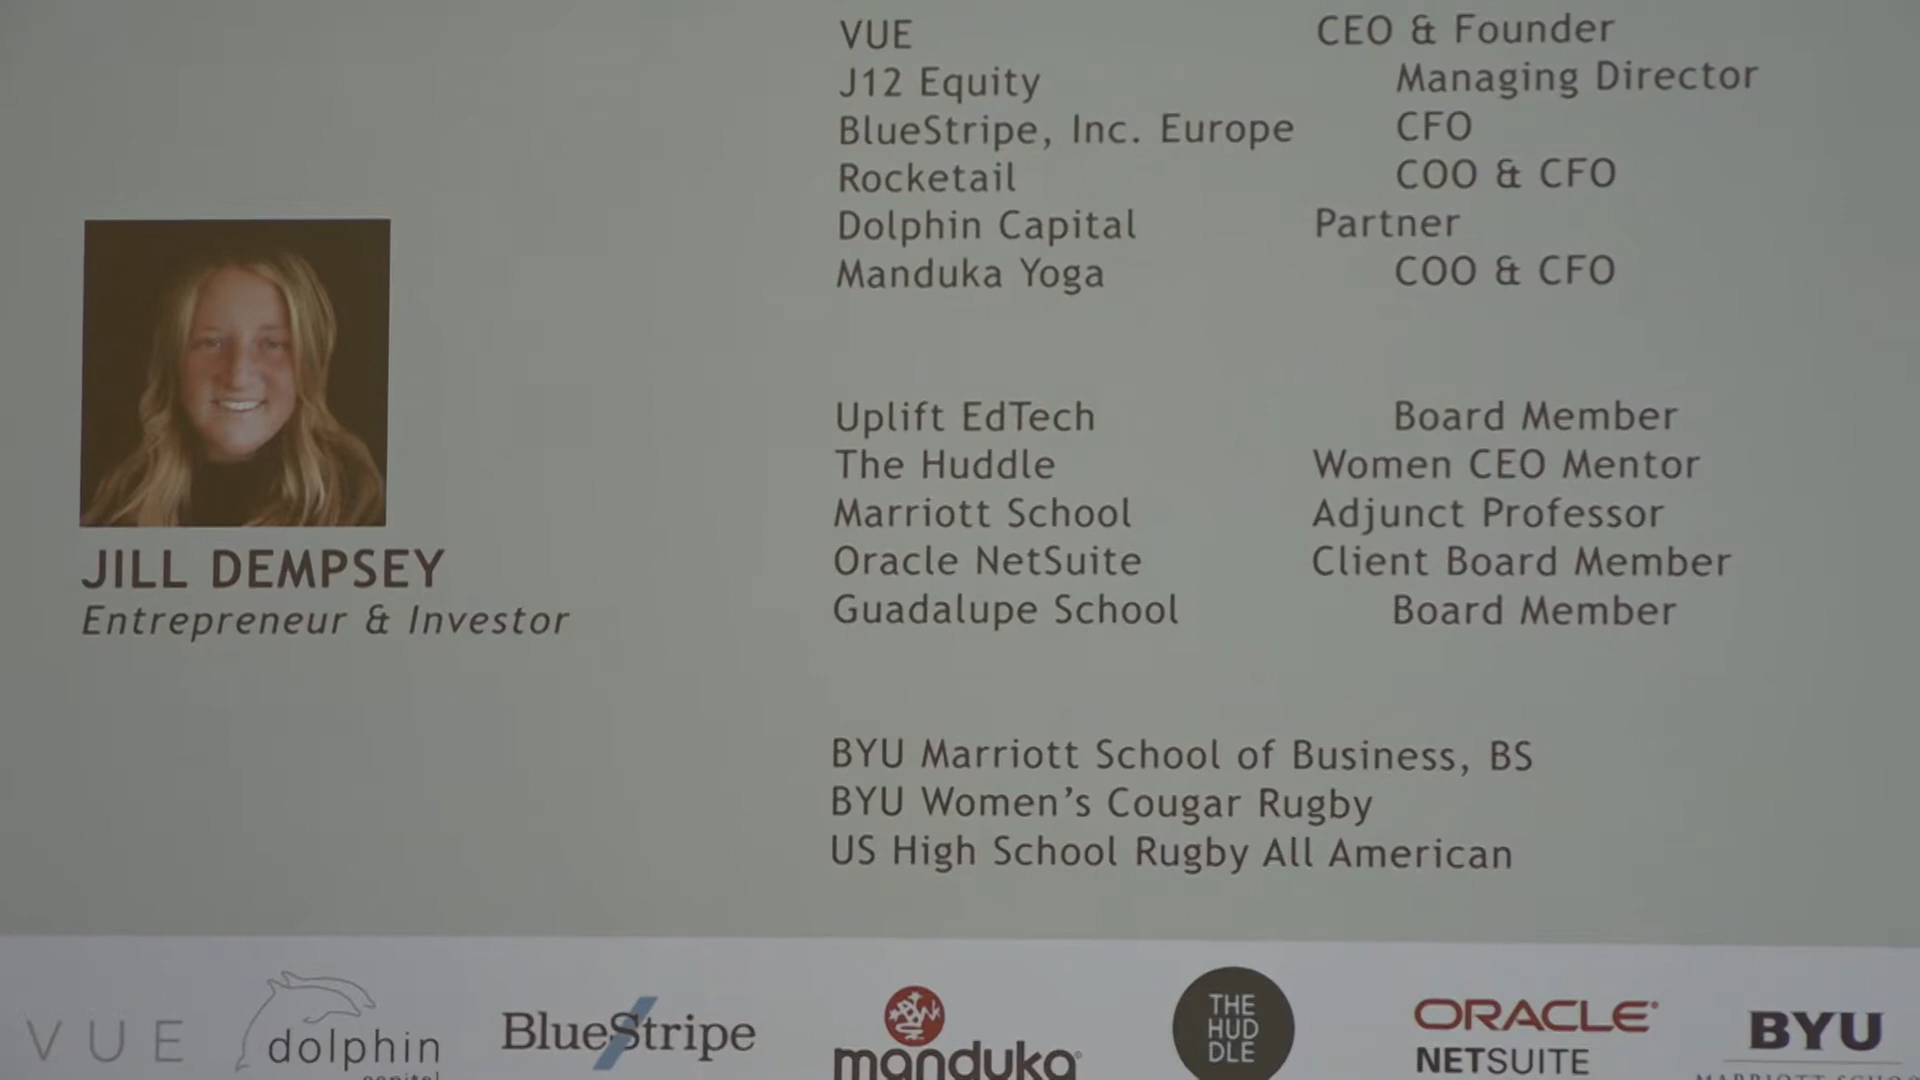 VUE CEO & Founder
J12 Equity Managing Director
BlueStripe, Inc. Europe CFO
Rocketail COO & CFO
Dolphin Capital Partner
Manduka Yoga COO & CFO
Uplift EdTech Board Member
The Huddle Women CEO Mentor
Marriott School Adjunct Professor
Oracle NetSuite Client Board Member
Guadalupe School Board Member
JILL DEMPSEY
Entrepreneur & Investor
BYU Marriott School of Business, BS
BYU Women's Cougar Rugby
US High School Rugby All American
VUE
dolphin
capital
BlueStripe
manduka
THE
HUD
DLE
ORACLE
NETSUITE
BYU
MARRIOTT SCHOO